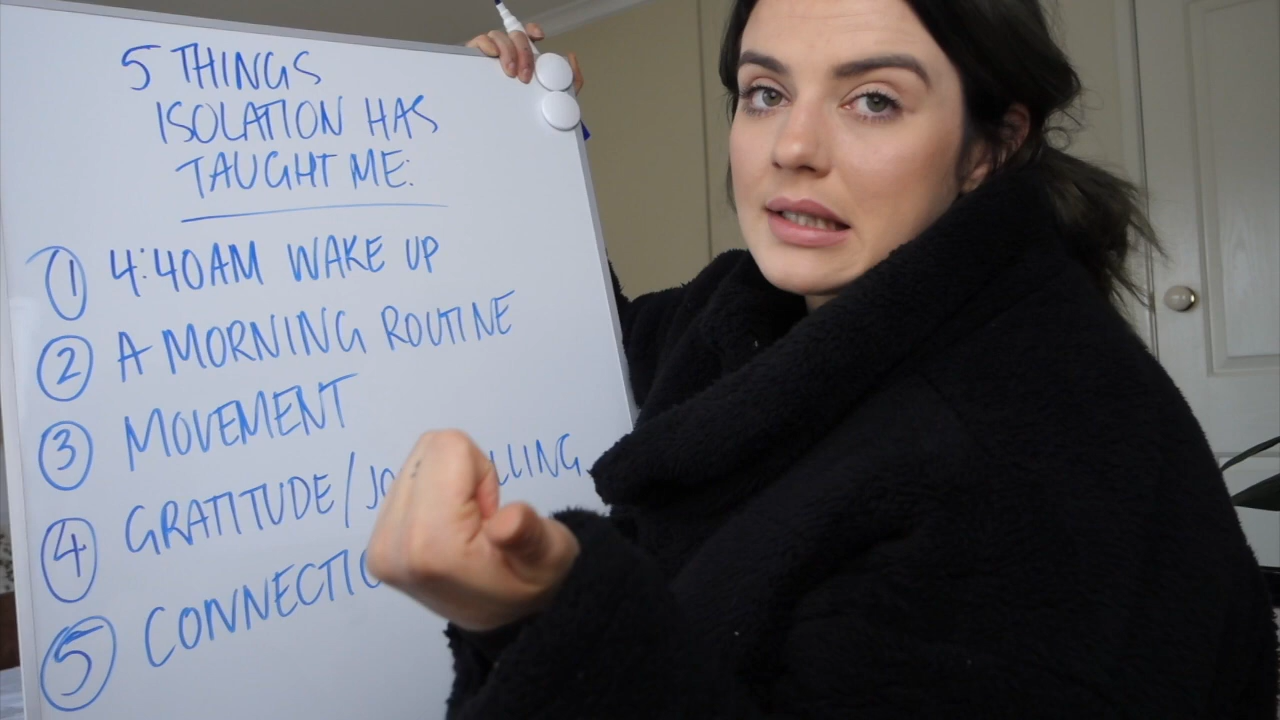 5 THINGS
ISOLATION HAS
TAUGHT ME:
1 4:40AM WAKE UP
2 A MORNING ROUTINE
3 MOVEMENT
4 GRATITUDE/
5